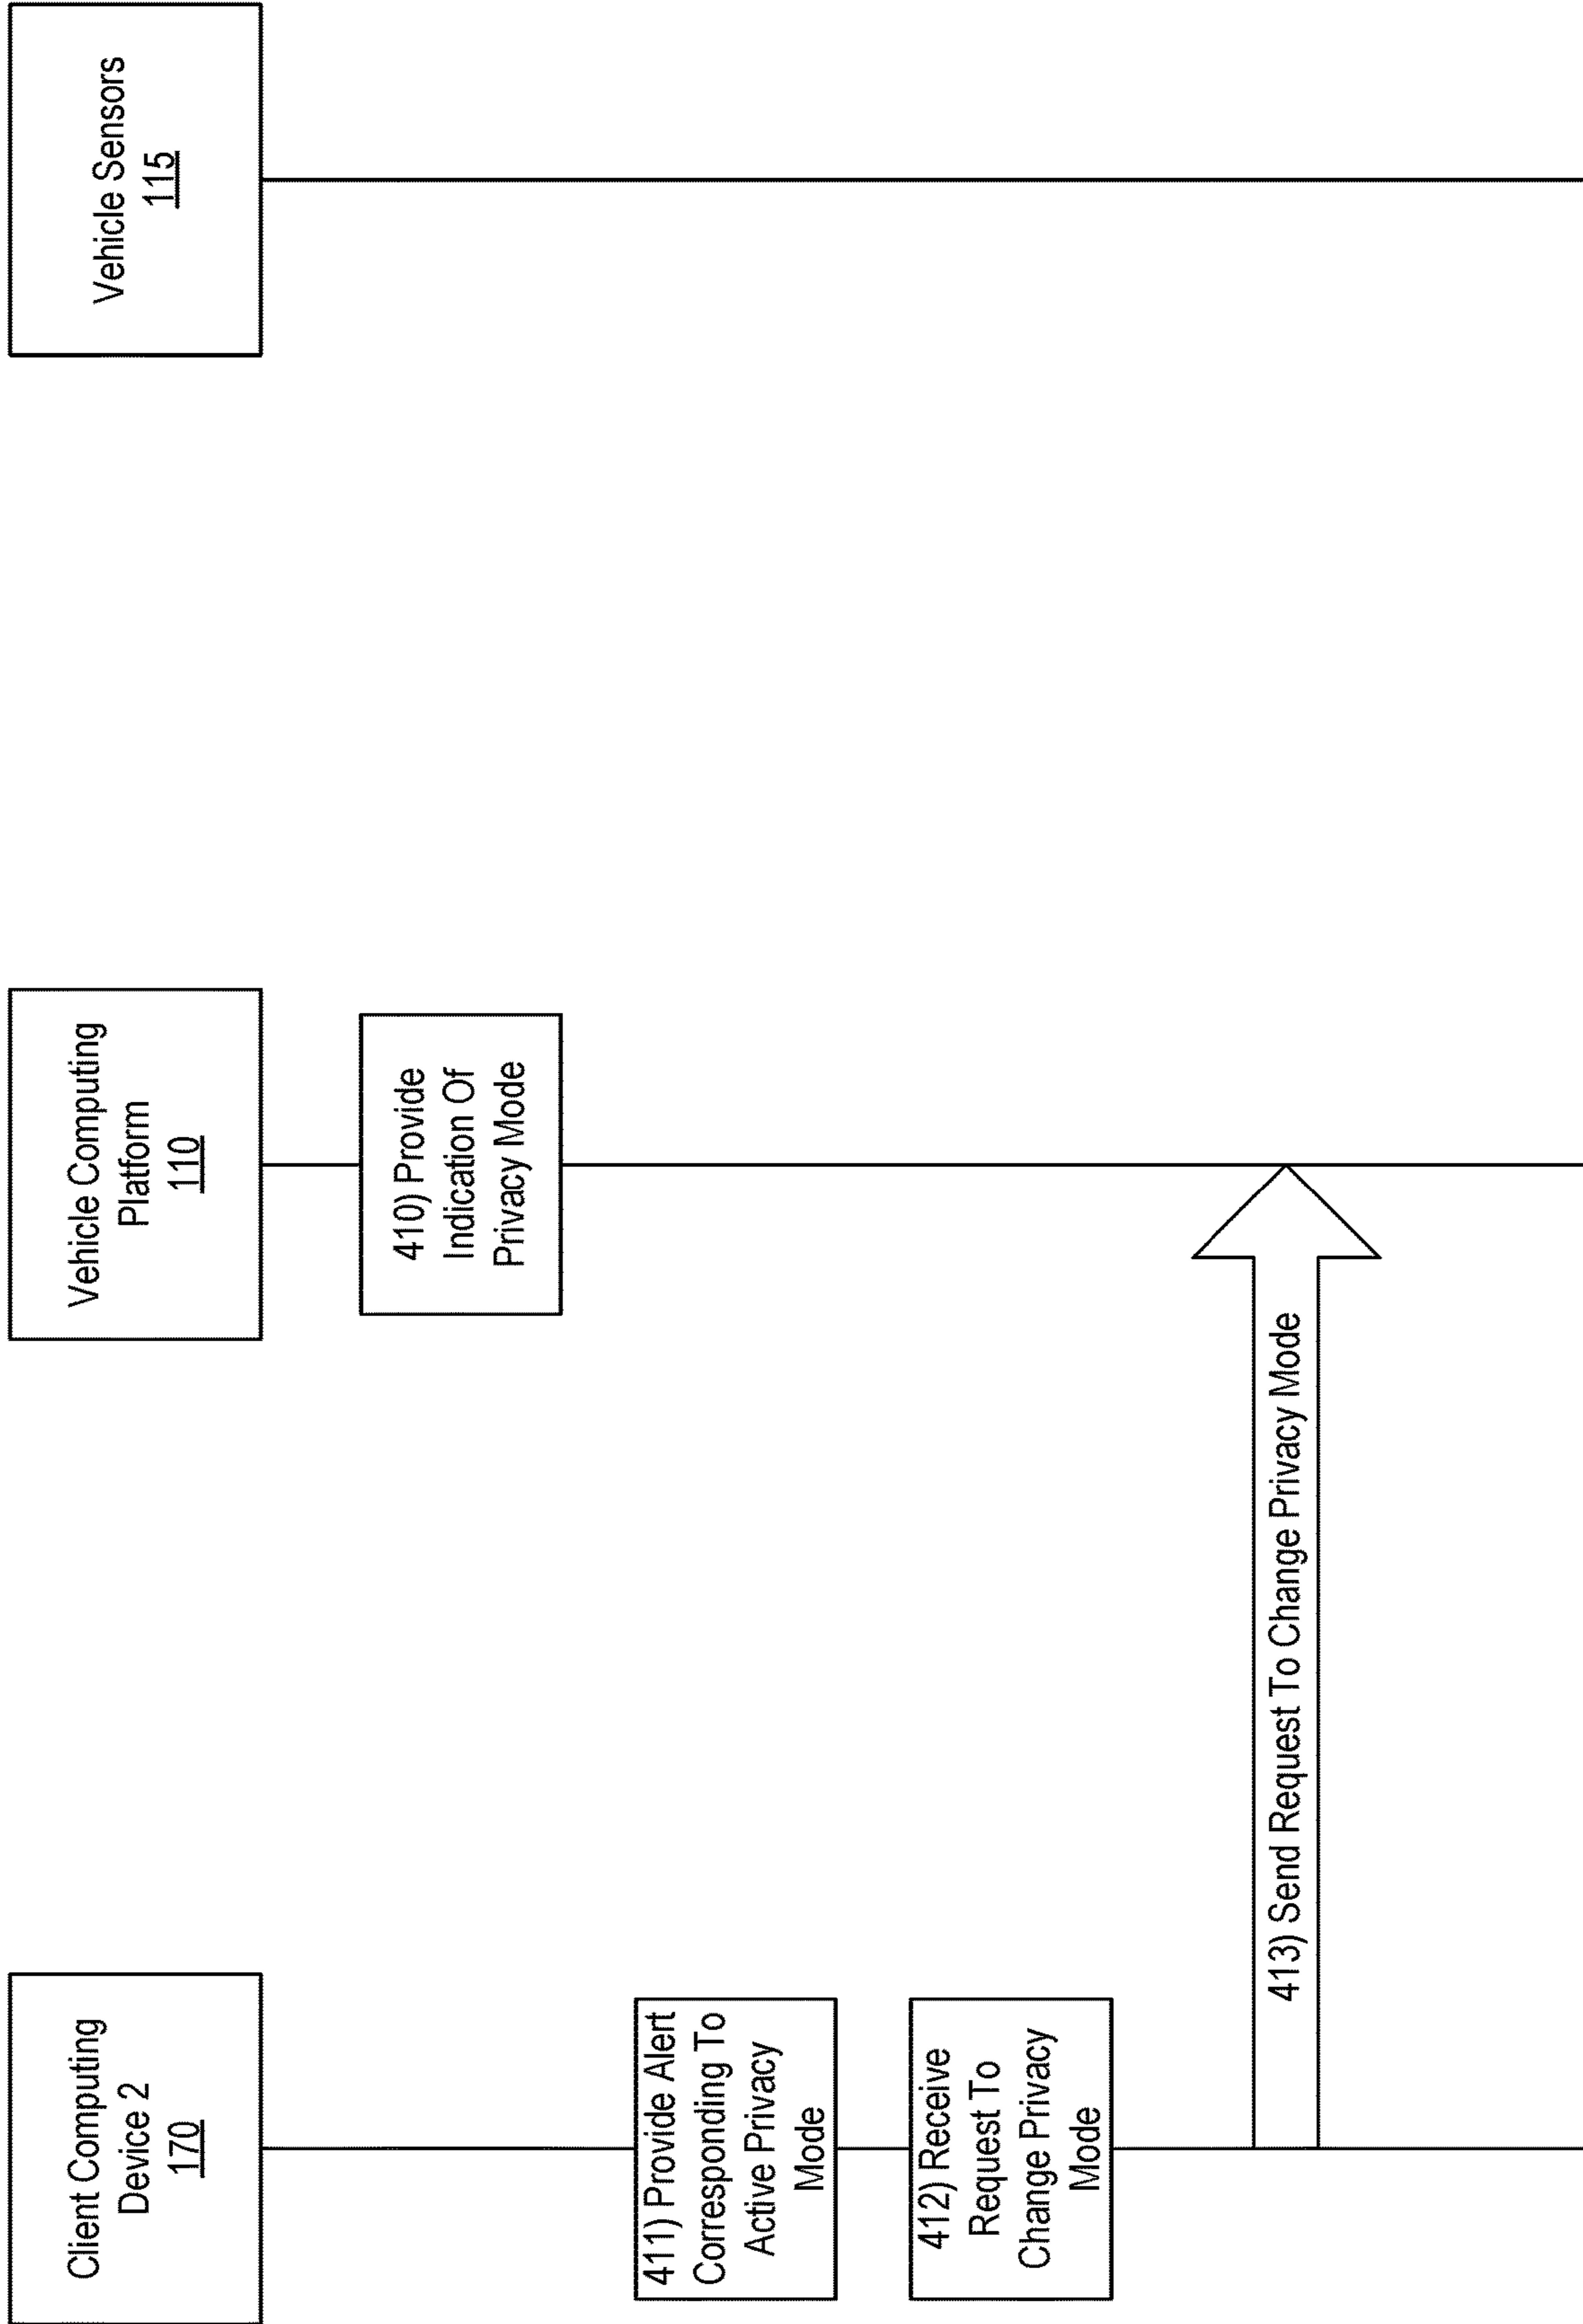 Client Computing
Device 2
170
Vehicle Computing
Platform
110
Vehicle Sensors
115
410) Provide
Indication Of
Privacy Mode
411) Provide Alert
Corresponding To
Active Privacy
Mode
412) Receive
Request To
Change Privacy
Mode
413) Send Request To Change Privacy Mode